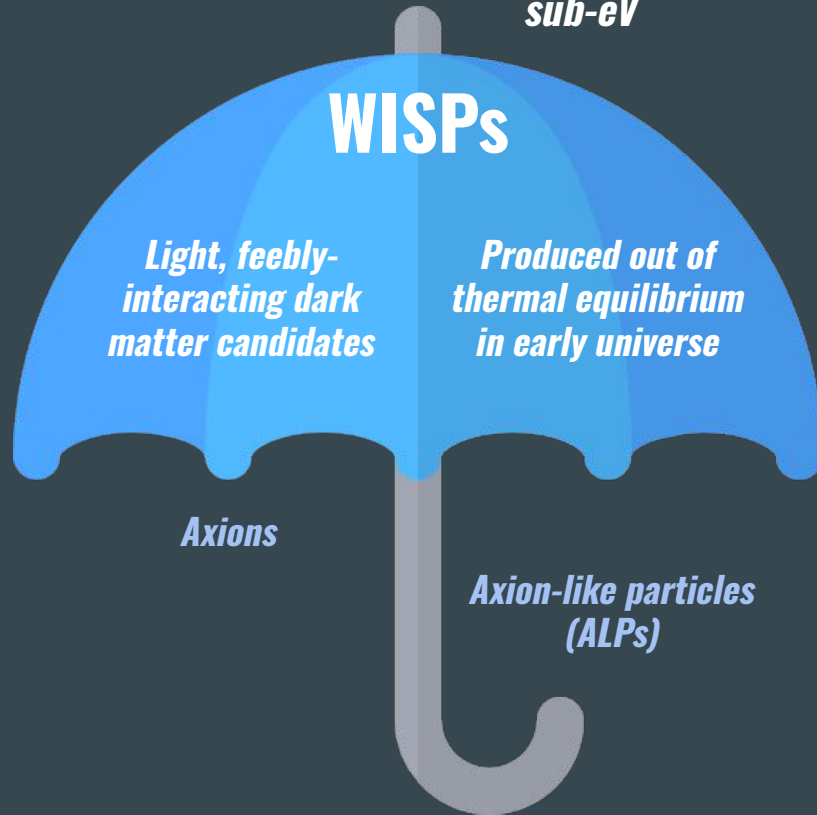 sub-eV
WISPs
Light, feebly-
interacting dark
matter candidates
Produced out of
thermal equilibrium
in early universe
Axions
Axion-like particles
(ALPs)